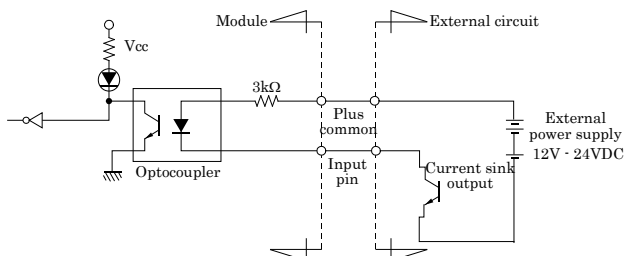 Module
External circuit
Vcc
3kΩ
Plus
common
External
power supply
12V - 24VDC
Input
pin
Current sink
output
Optocoupler